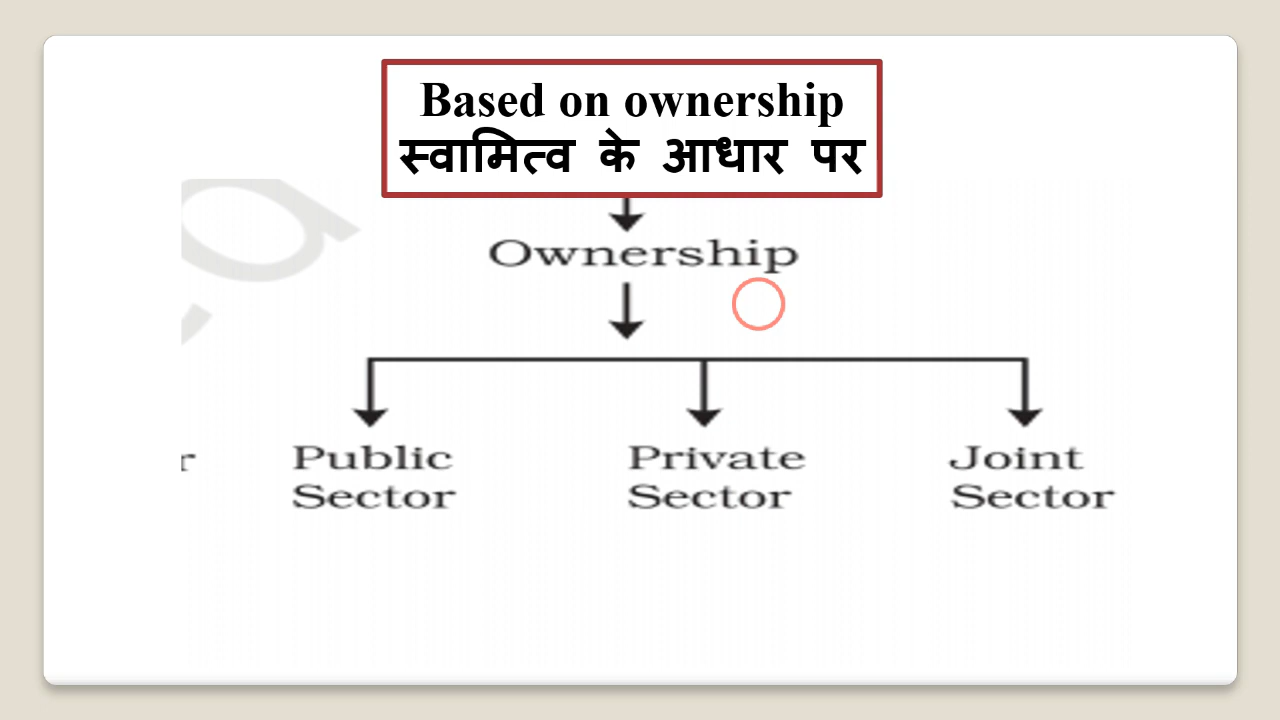 Based on ownership
स्वामित्व के आधार पर
Ownership
r
Public
Sector
Private
Sector
Joint
Sector